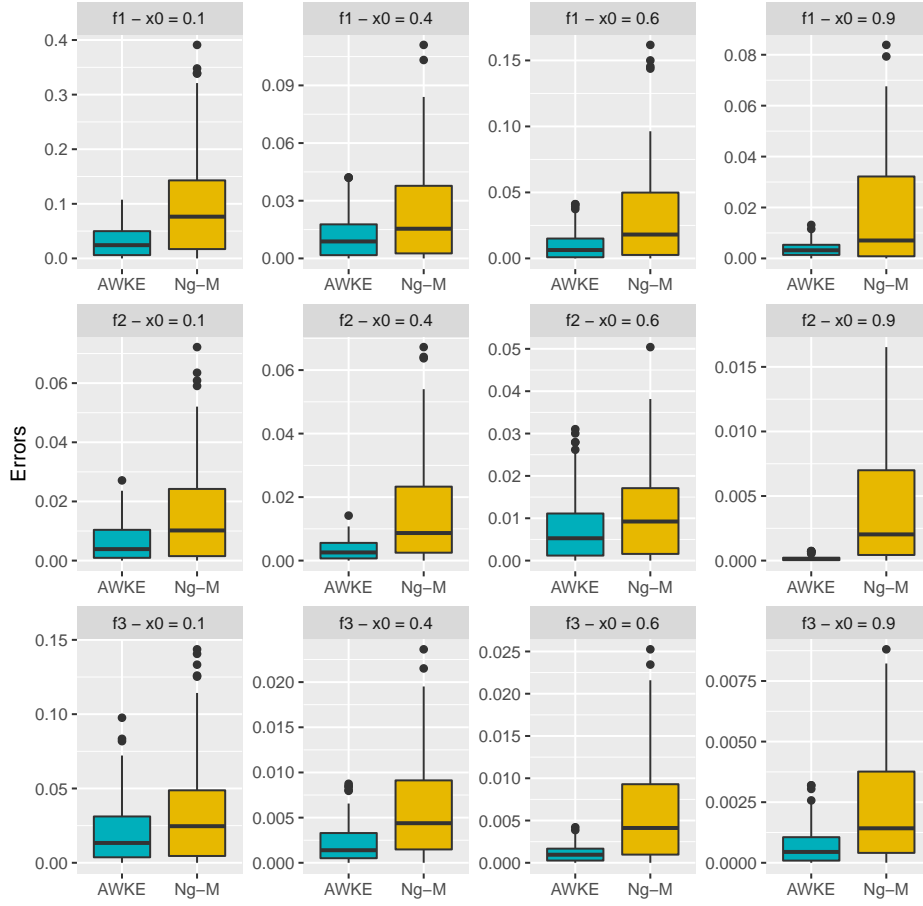 f1 − x0 = 0.1
f1 − x0 = 0.4
f1 − x0 = 0.6
f1 − x0 = 0.9
0.4
0.3
0.2
0.1
0.0
0.09
0.06
0.03
0.00
0.15
0.10
0.05
0.00
0.08
0.06
0.04
0.02
0.00
AWKE Ng−M
AWKE Ng−M
AWKE Ng−M
AWKE Ng−M
Errors
f2 − x0 = 0.1
f2 − x0 = 0.4
f2 − x0 = 0.6
f2 − x0 = 0.9
0.06
0.04
0.02
0.00
0.06
0.04
0.02
0.00
0.05
0.04
0.03
0.02
0.01
0.00
0.015
0.010
0.005
0.000
AWKE Ng−M
AWKE Ng−M
AWKE Ng−M
AWKE Ng−M
f3 − x0 = 0.1
f3 − x0 = 0.4
f3 − x0 = 0.6
f3 − x0 = 0.9
0.15
0.10
0.05
0.00
0.020
0.015
0.010
0.005
0.000
0.025
0.020
0.015
0.010
0.005
0.000
0.0075
0.0050
0.0025
0.0000
AWKE Ng−M
AWKE Ng−M
AWKE Ng−M
AWKE Ng−M